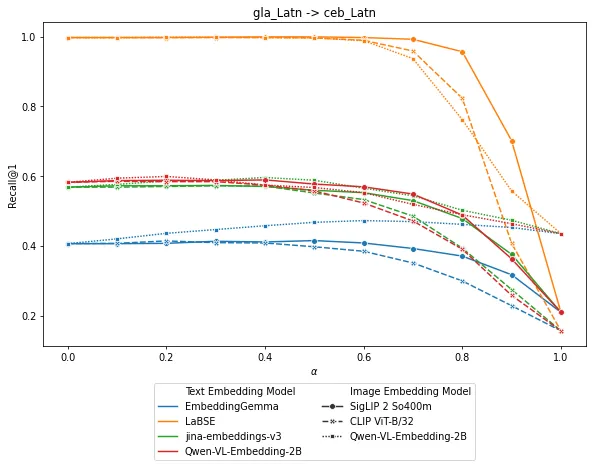 gla_Latn -> ceb_Latn
1.0
0.8
0.6
0.4
0.2
Recall@1
0.0 0.2 0.4 0.6 0.8 1.0
α
Text Embedding Model Image Embedding Model
EmbeddingGemma SigLIP 2 So400m
LaBSE CLIP ViT-B/32
jina-embeddings-v3 Qwen-VL-Embedding-2B
Qwen-VL-Embedding-2B